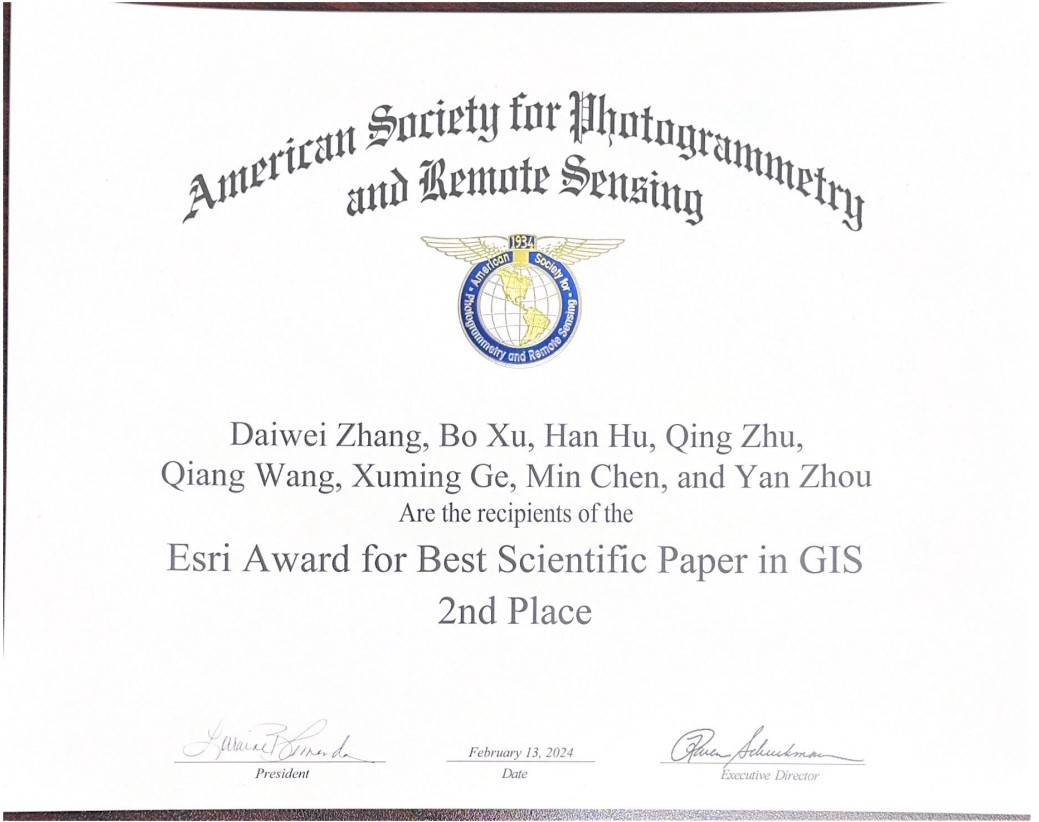 American Society for Photogrammetry
and Remote Sensing
1934
American Society for
Photogrammetry and Remote Sensing
Daiwei Zhang, Bo Xu, Han Hu, Qing Zhu,
Qiang Wang, Xuming Ge, Min Chen, and Yan Zhou
Are the recipients of the
Esri Award for Best Scientific Paper in GIS
2nd Place
February 13, 2024
President
Date
Executive Director